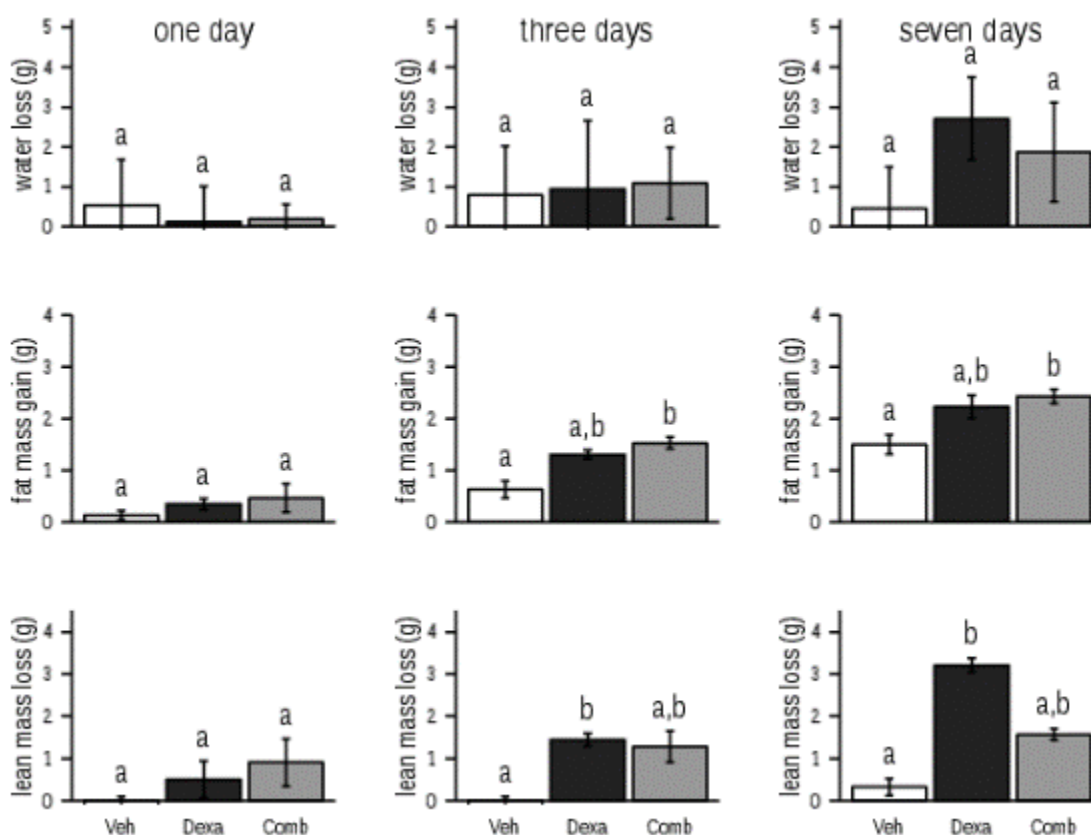 one day
three days
seven days
water loss (g)
5
4
3
2
1
0
a
a
a
water loss (g)
5
4
3
2
1
0
a
a
a
water loss (g)
5
4
3
2
1
0
a
a
a
fat mass gain (g)
4
3
2
1
0
a
a
a
fat mass gain (g)
4
3
2
1
0
a
a,b
b
fat mass gain (g)
4
3
2
1
0
a
a,b
b
lean mass loss (g)
4
3
2
1
0
a
a
a
Veh Dexa Comb
lean mass loss (g)
4
3
2
1
0
a
b
a,b
Veh Dexa Comb
lean mass loss (g)
4
3
2
1
0
a
b
a,b
Veh Dexa Comb